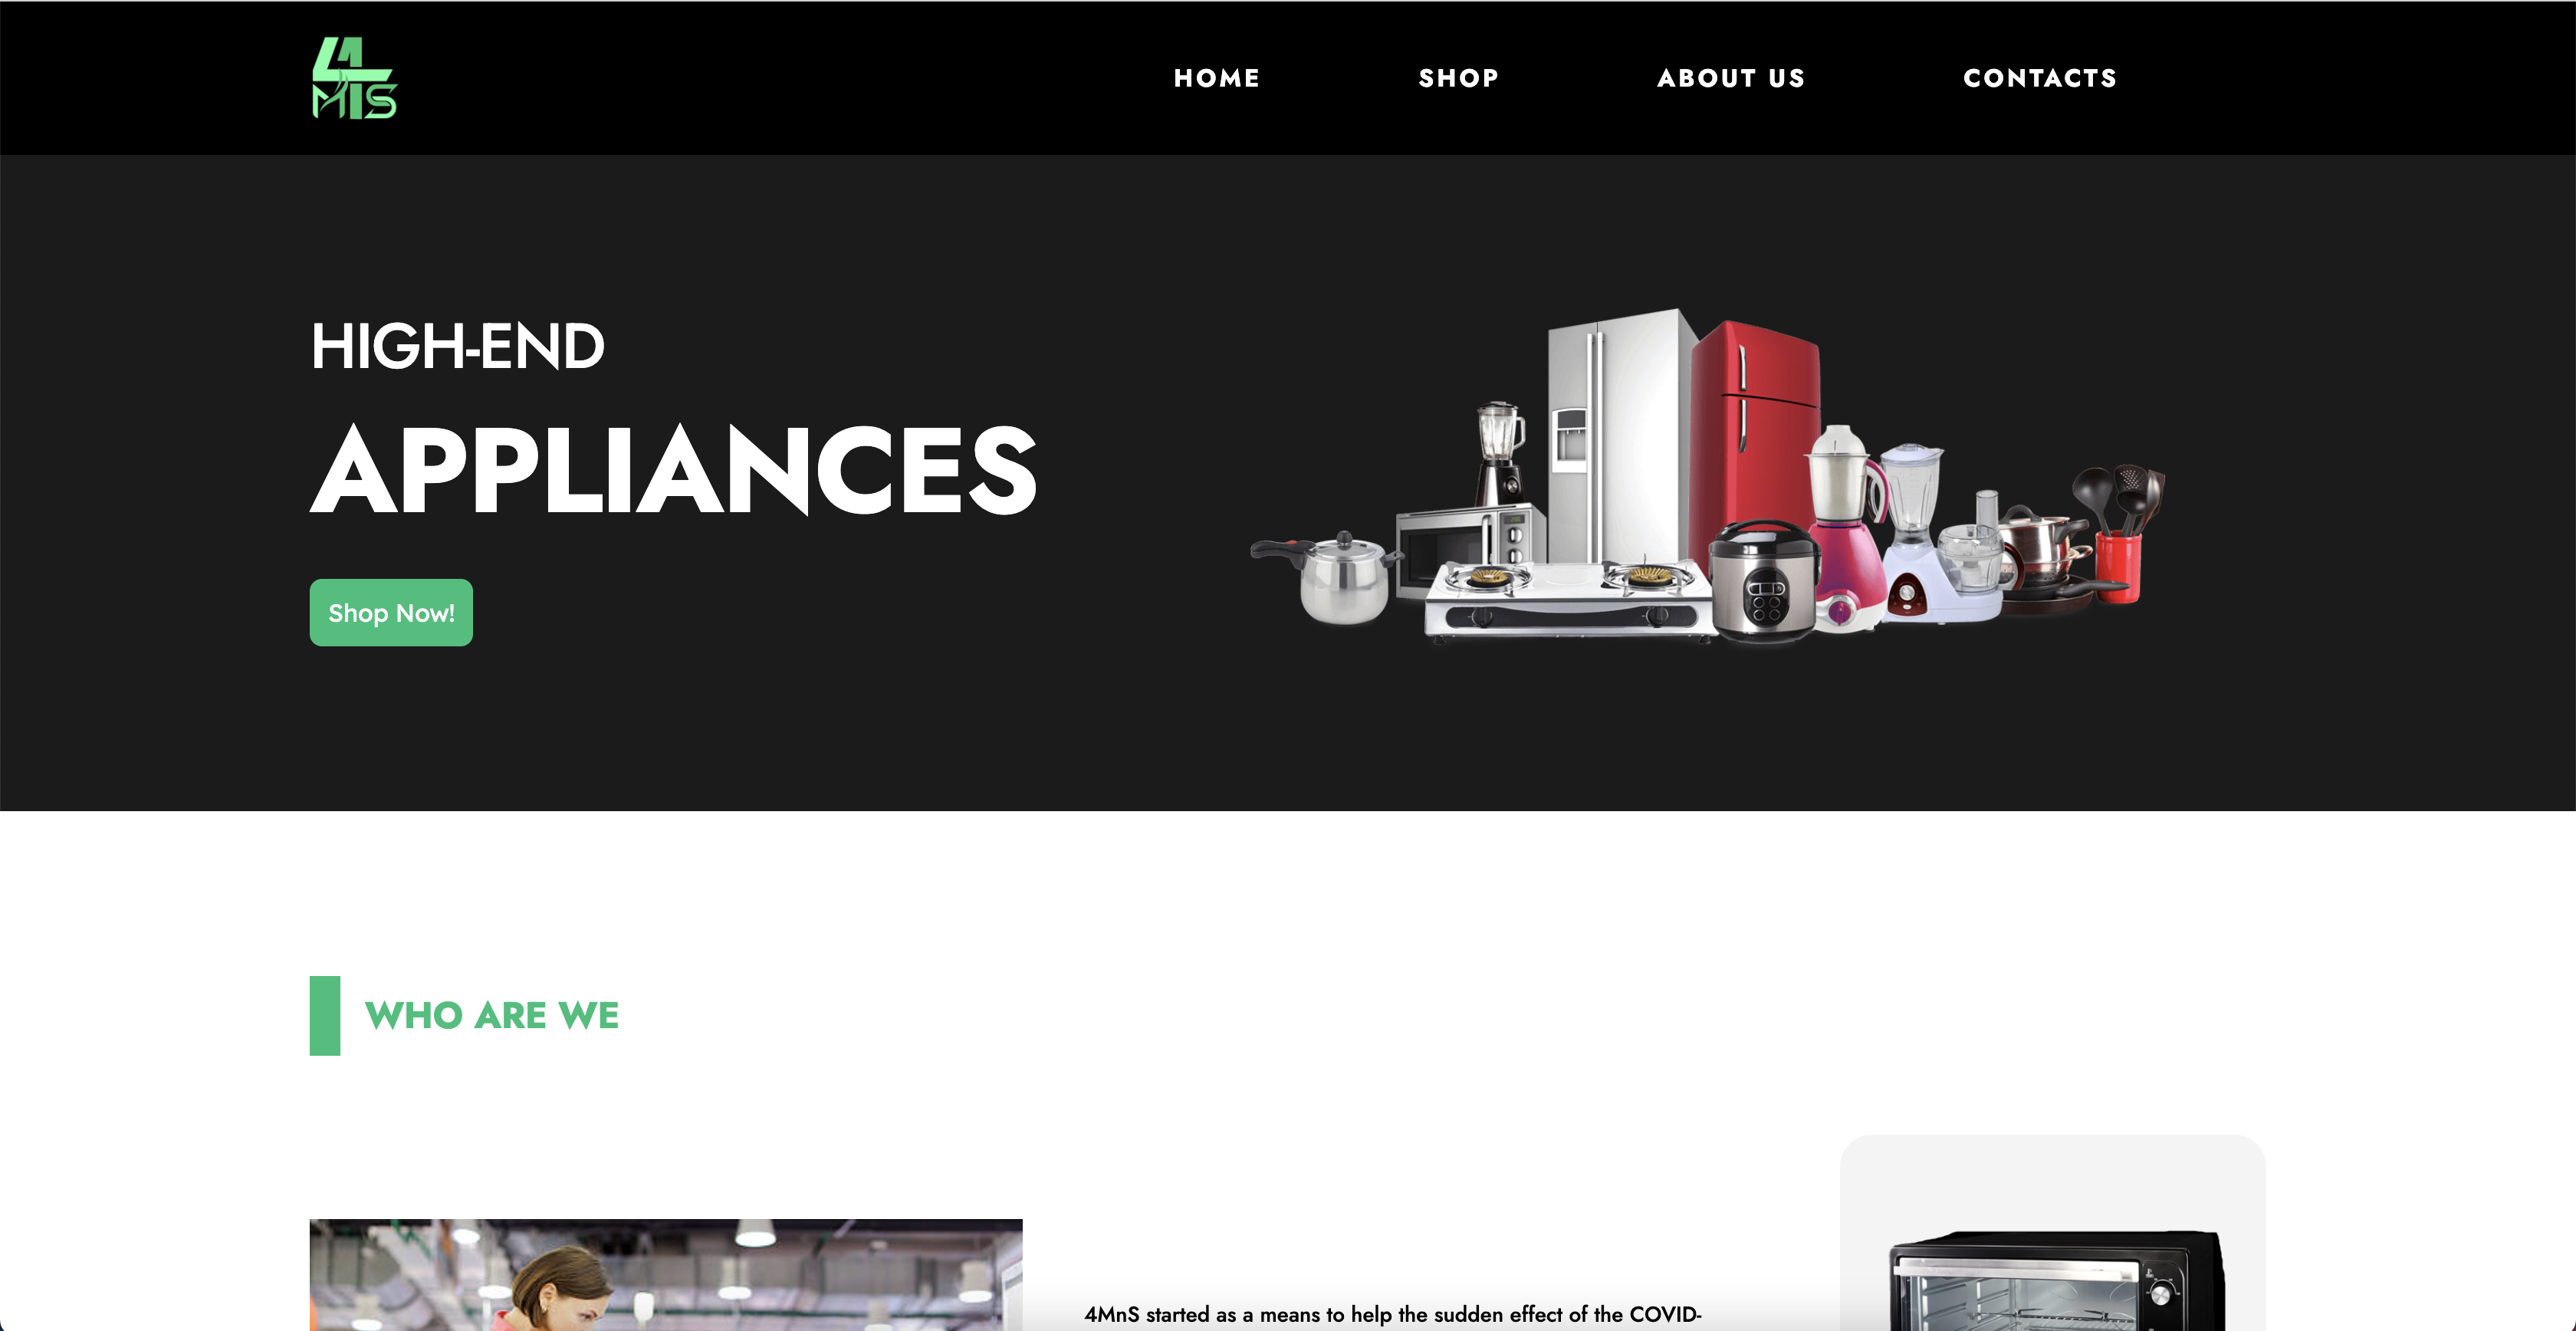 4MnS
HOME SHOP ABOUT US CONTACTS
HIGH-END
APPLIANCES
Shop Now!
WHO ARE WE
4MnS started as a means to help the sudden effect of the COVID-